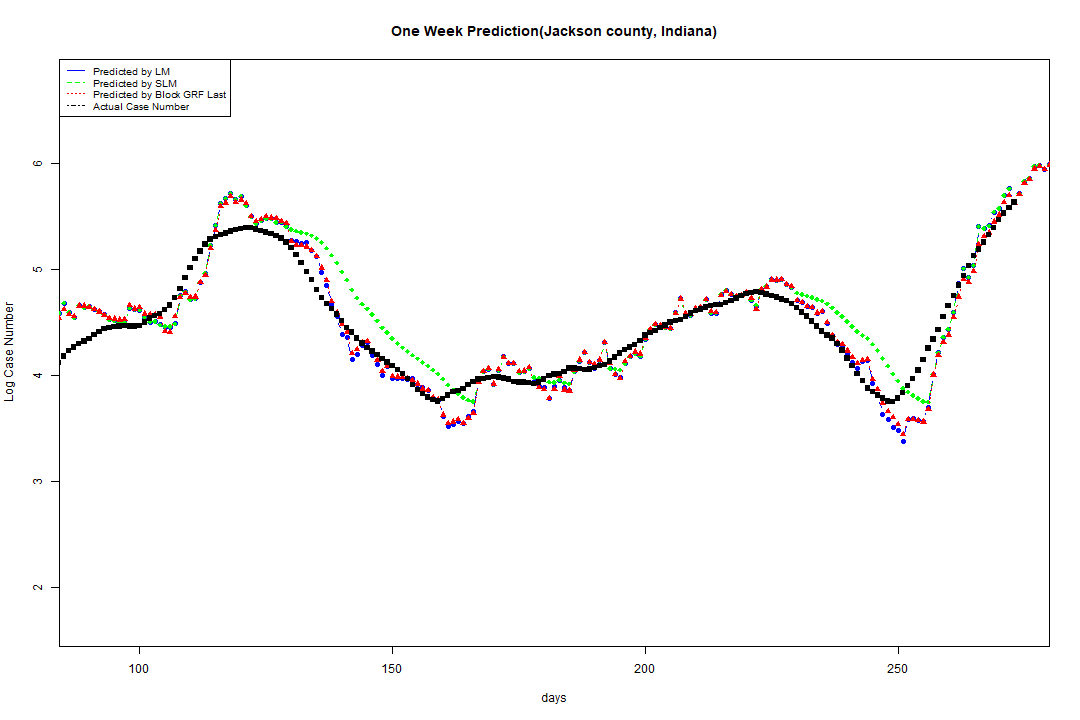 One Week Prediction(Jackson county, Indiana)
Predicted by LM
Predicted by SLM
Predicted by Block GRF Last
Actual Case Number
6
5
4
3
2
Log Case Number
100 150 200 250
days